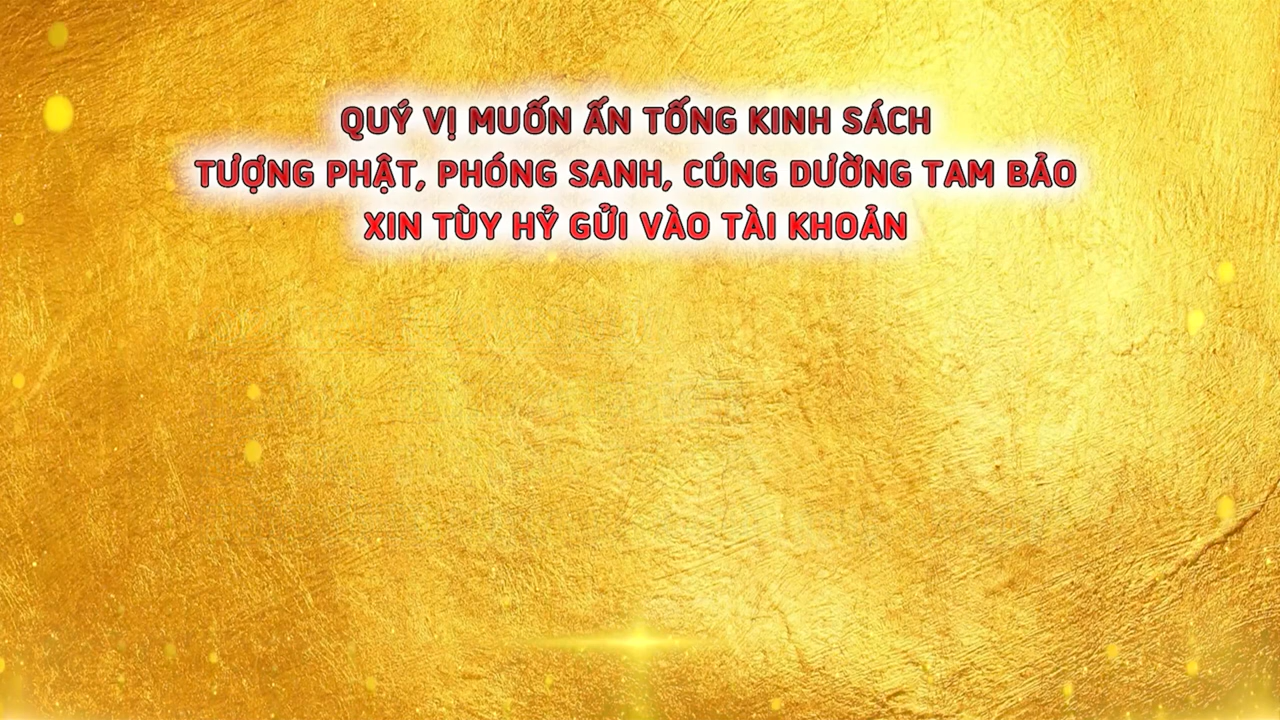 QUÝ VỊ MUỐN ẤN TỐNG KINH SÁCH
TƯỢNG PHẬT, PHÓNG SANH, CÚNG DƯỜNG TAM BẢO
XIN TÙY HỶ GỬI VÀO TÀI KHOẢN